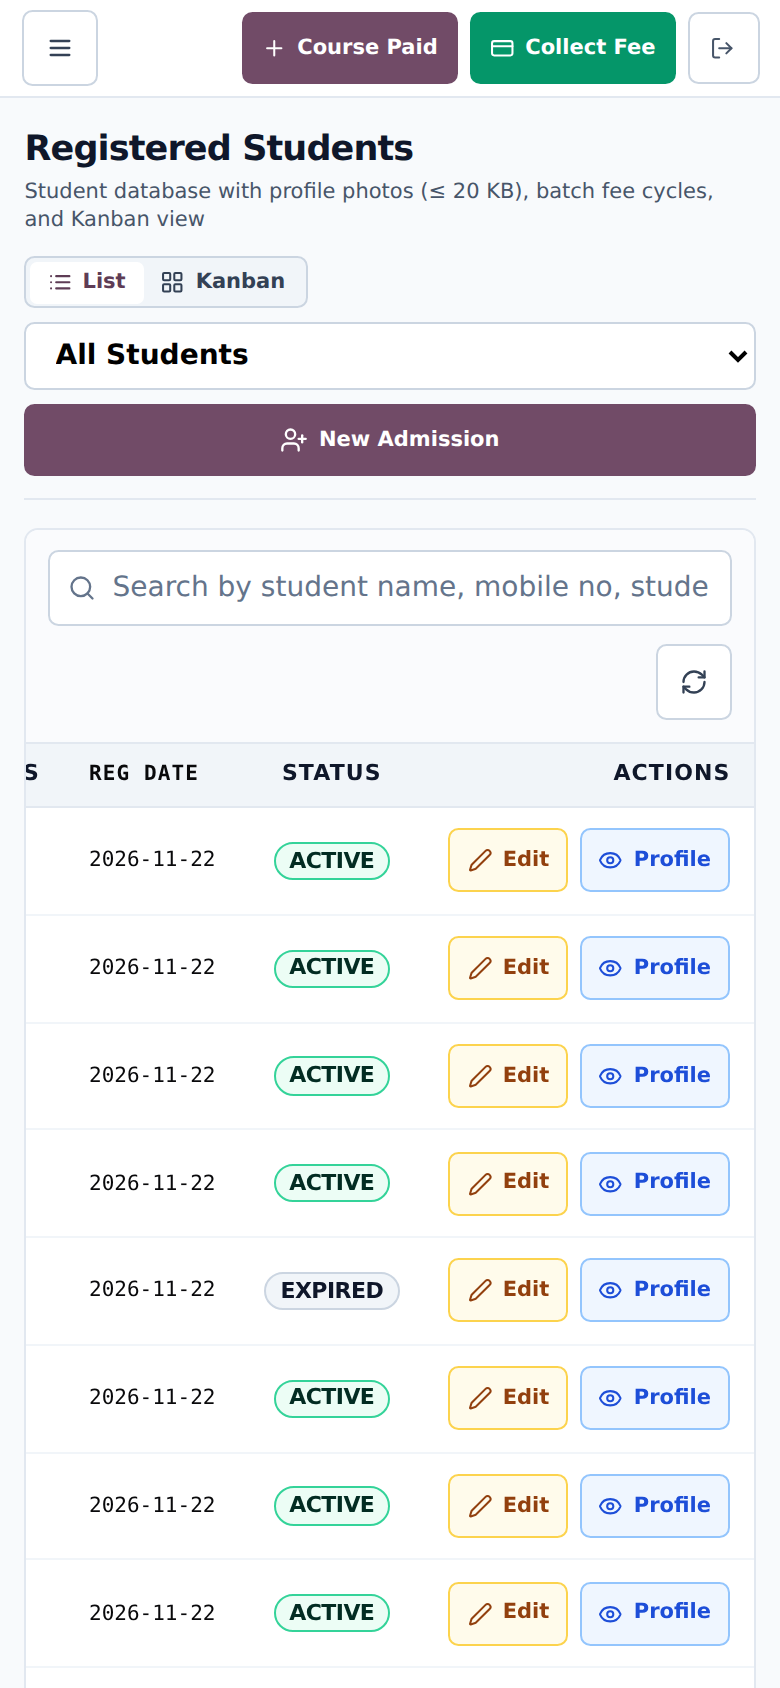 Course Paid
Collect Fee
Registered Students
Student database with profile photos (≤ 20 KB), batch fee cycles,
and Kanban view
List
Kanban
All Students
New Admission
Search by student name, mobile no, stude
S REG DATE STATUS ACTIONS
2026-11-22 ACTIVE Edit Profile
2026-11-22 ACTIVE Edit Profile
2026-11-22 ACTIVE Edit Profile
2026-11-22 ACTIVE Edit Profile
2026-11-22 EXPIRED Edit Profile
2026-11-22 ACTIVE Edit Profile
2026-11-22 ACTIVE Edit Profile
2026-11-22 ACTIVE Edit Profile